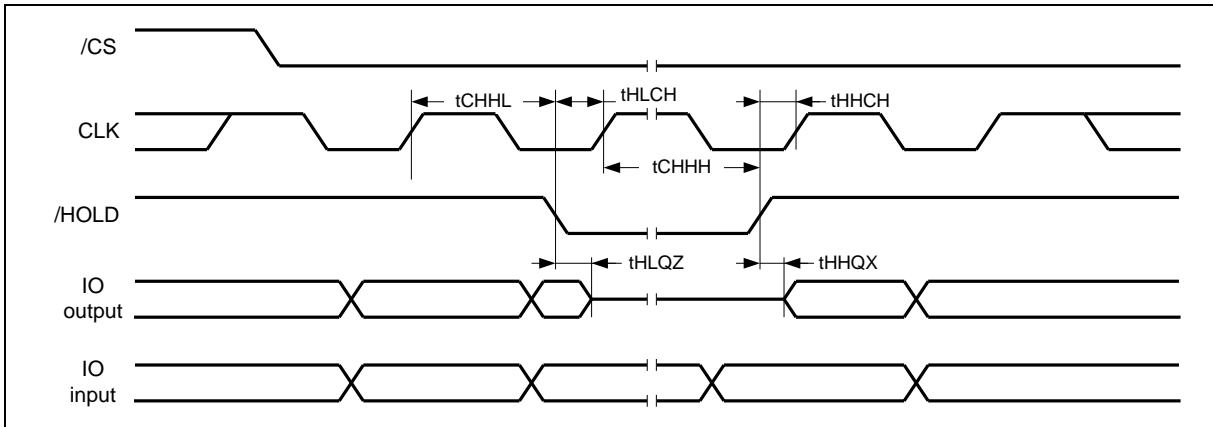 /CS
tCHHL
tHLCH
tHHCH
CLK
tCHHH
/HOLD
tHLQZ
tHHQX
IO
output
IO
input